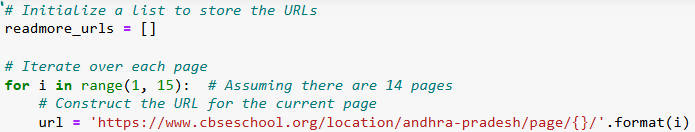 # Initialize a list to store the URLs
readmore_urls = []
# Iterate over each page
for i in range(1, 15):  # Assuming there are 14 pages
    # Construct the URL for the current page
    url = 'https://www.cbseschool.org/location/andhra-pradesh/page/{}/'.format(i)